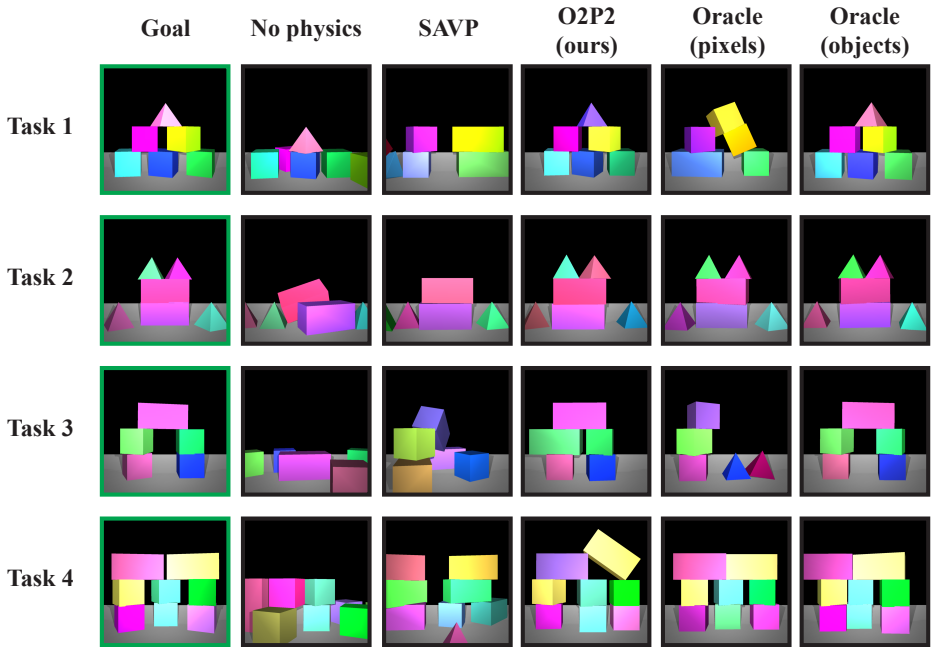 Goal No physics SAVP O2P2 (ours) Oracle (pixels) Oracle (objects)
Task 1
Task 2
Task 3
Task 4